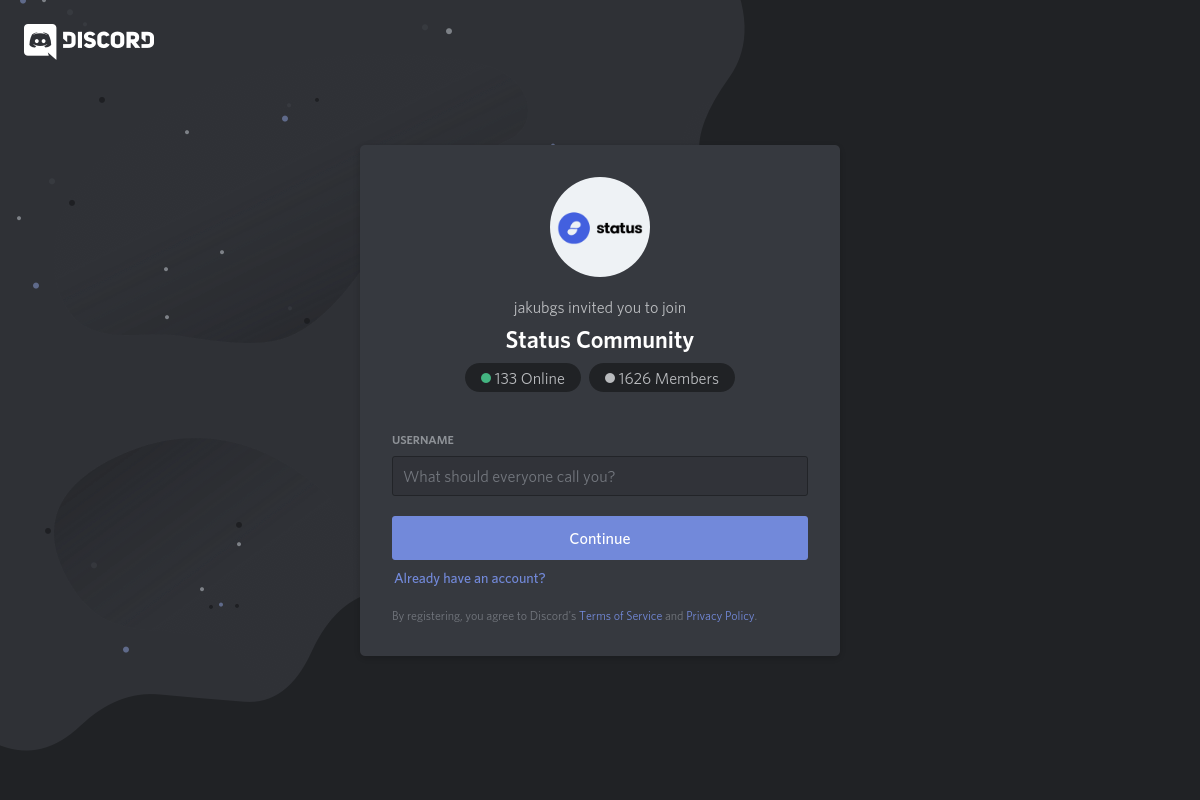 DISCORD
status
jakubgs invited you to join
Status Community
133 Online 1626 Members
USERNAME
What should everyone call you?
Continue
Already have an account?
By registering, you agree to Discord's Terms of Service and Privacy Policy.